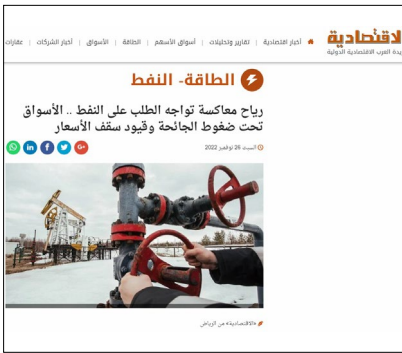 الاقتصادية
جريدة العرب الاقتصادية الدولية
أخبار اقتصادية | تقارير وتحليلات | أسواق الأسهم | الطاقة | الأسواق | أخبار الشركات | عقارات
الطاقة- النفط
رياح معاكسة تواجه الطلب على النفط .. الأسواق
تحت ضغوط الجائحة وقيود سقف الأسعار
السبت 26 نوفمبر 2022
«الاقتصادية» من الرياض